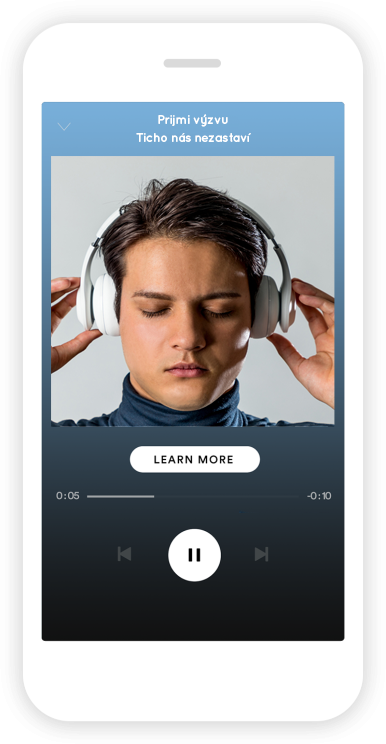 Prijmi výzvu
Ticho nás nezastaví
LEARN MORE
0:05
-0:10